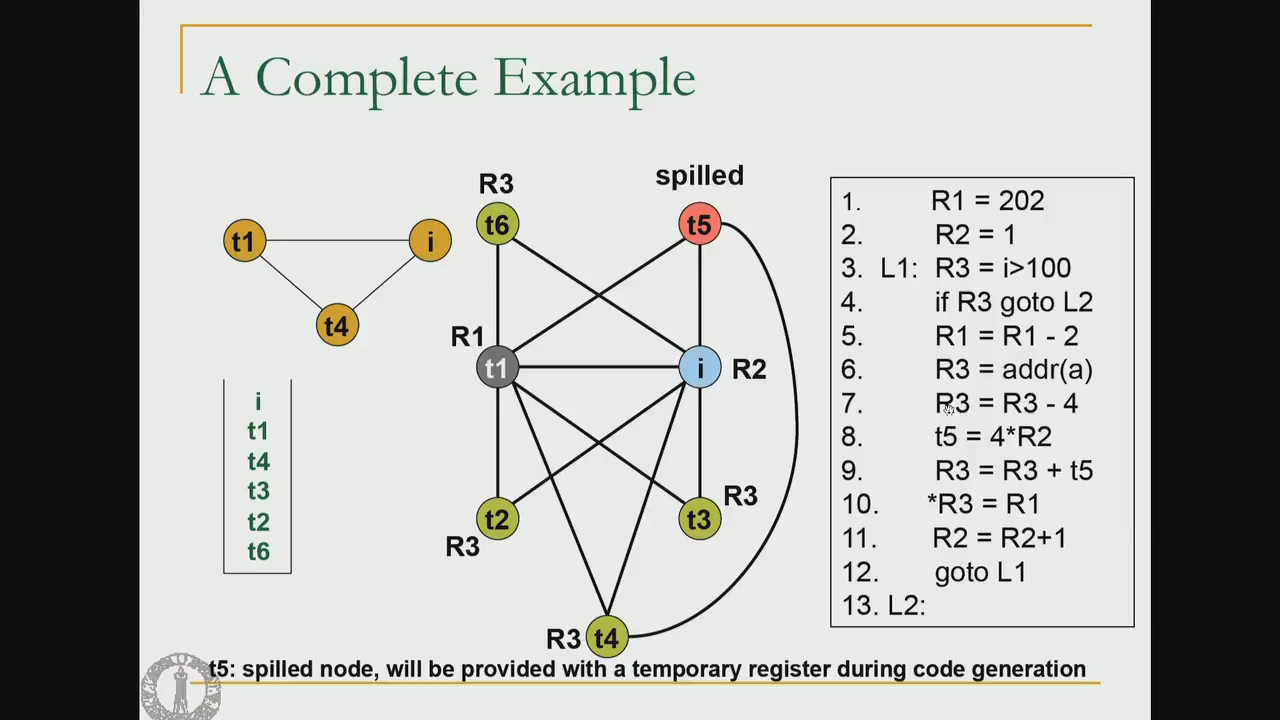 A Complete Example
t1
i
t4
i
t1
t4
t3
t2
t6
R3
spilled
t6
t5
R1
t1
i
R2
t2
R3
t3
R3
R3
t4
1. R1 = 202
2. R2 = 1
3. L1: R3 = i>100
4. if R3 goto L2
5. R1 = R1 - 2
6. R3 = addr(a)
7. R3 = R3 - 4
8. t5 = 4*R2
9. R3 = R3 + t5
10. *R3 = R1
11. R2 = R2+1
12. goto L1
13. L2:
t5: spilled node, will be provided with a temporary register during code generation